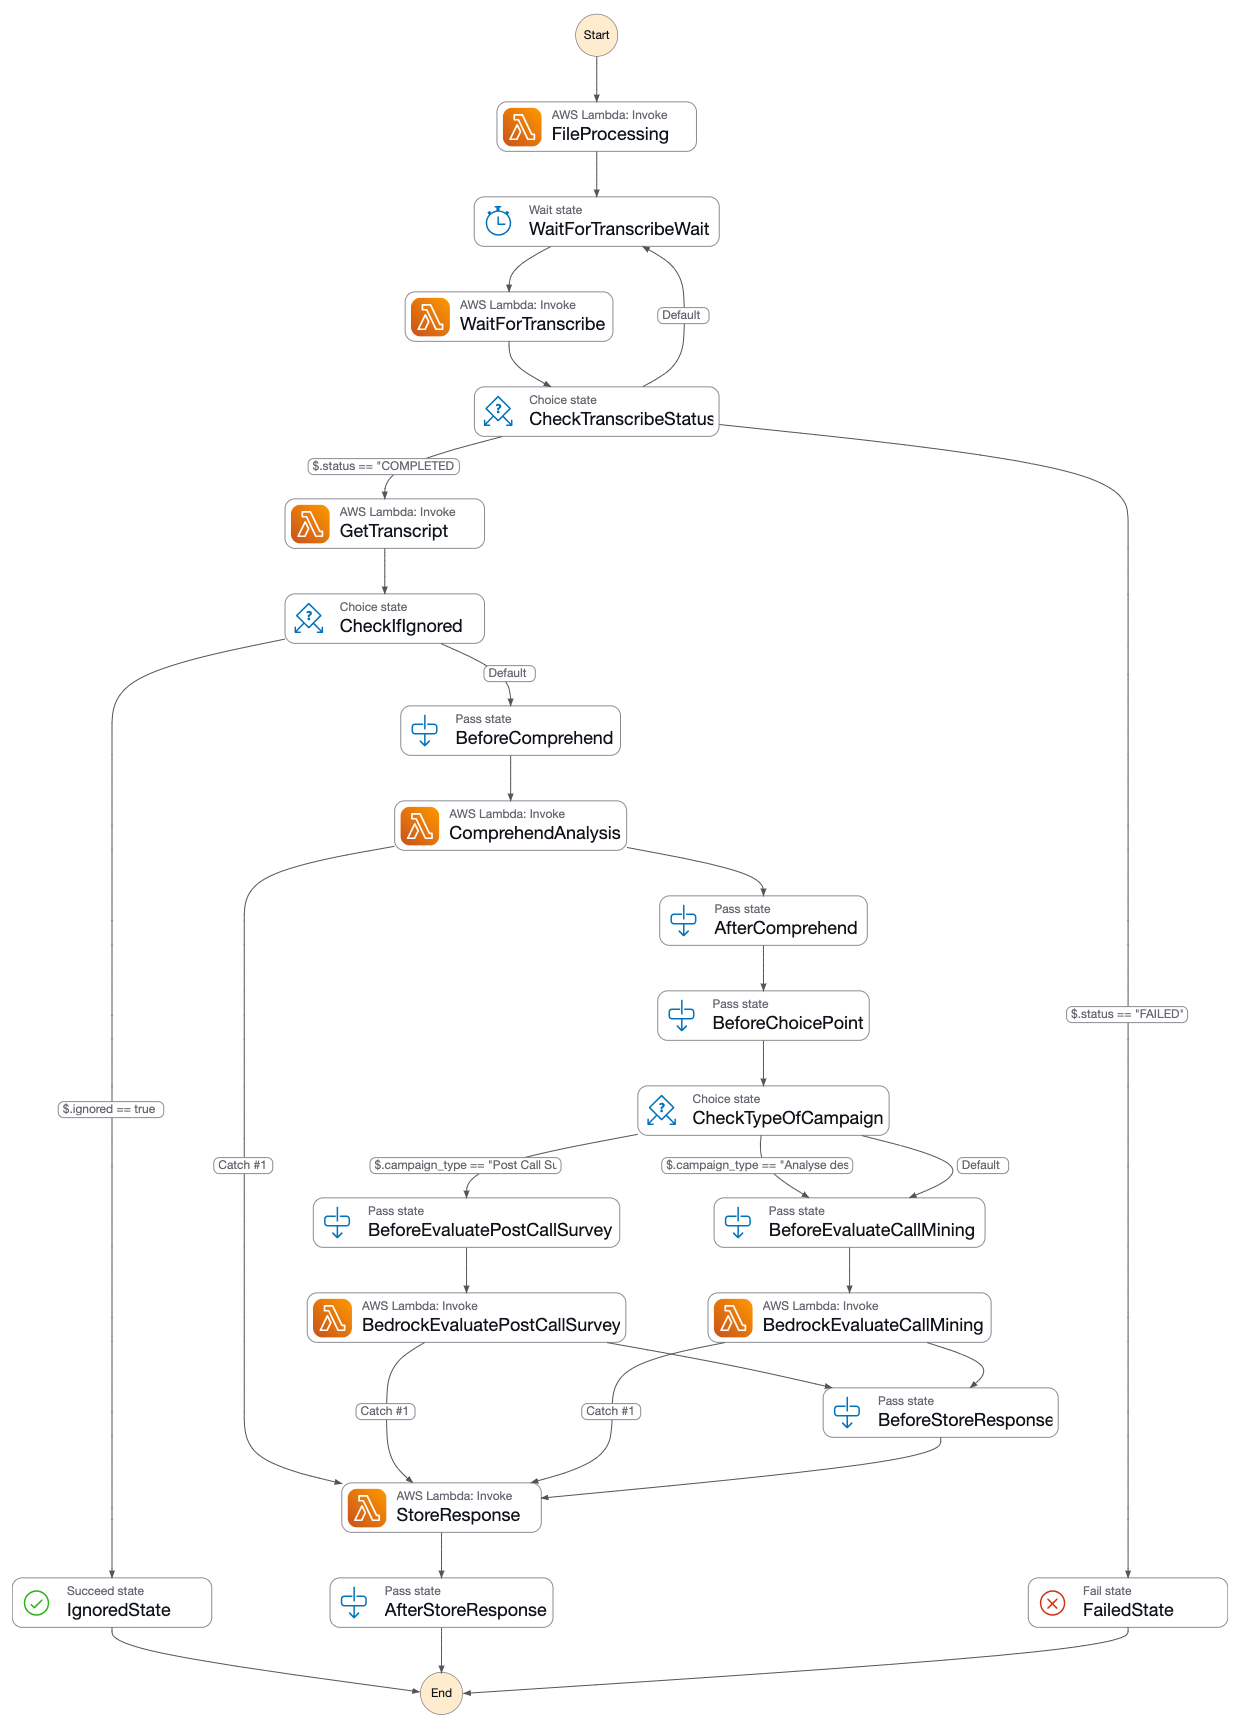 Start
AWS Lambda: Invoke
FileProcessing
Wait state
WaitForTranscribeWait
AWS Lambda: Invoke
WaitForTranscribe
Default
Choice state
CheckTranscribeStatus
$.status == "COMPLETED
AWS Lambda: Invoke
GetTranscript
Choice state
CheckIfIgnored
Default
Pass state
BeforeComprehend
AWS Lambda: Invoke
ComprehendAnalysis
Pass state
AfterComprehend
Pass state
BeforeChoicePoint
$.status == "FAILED"
Choice state
CheckTypeOfCampaign
$.ignored == true
Catch #1
$.campaign_type == "Post Call Su
$.campaign_type == "Analyse des
Default
Pass state
BeforeEvaluatePostCallSurvey
Pass state
BeforeEvaluateCallMining
AWS Lambda: Invoke
BedrockEvaluatePostCallSurvey
AWS Lambda: Invoke
BedrockEvaluateCallMining
Catch #1
Catch #1
Pass state
BeforeStoreResponse
AWS Lambda: Invoke
StoreResponse
Succeed state
IgnoredState
Pass state
AfterStoreResponse
Fail state
FailedState
End